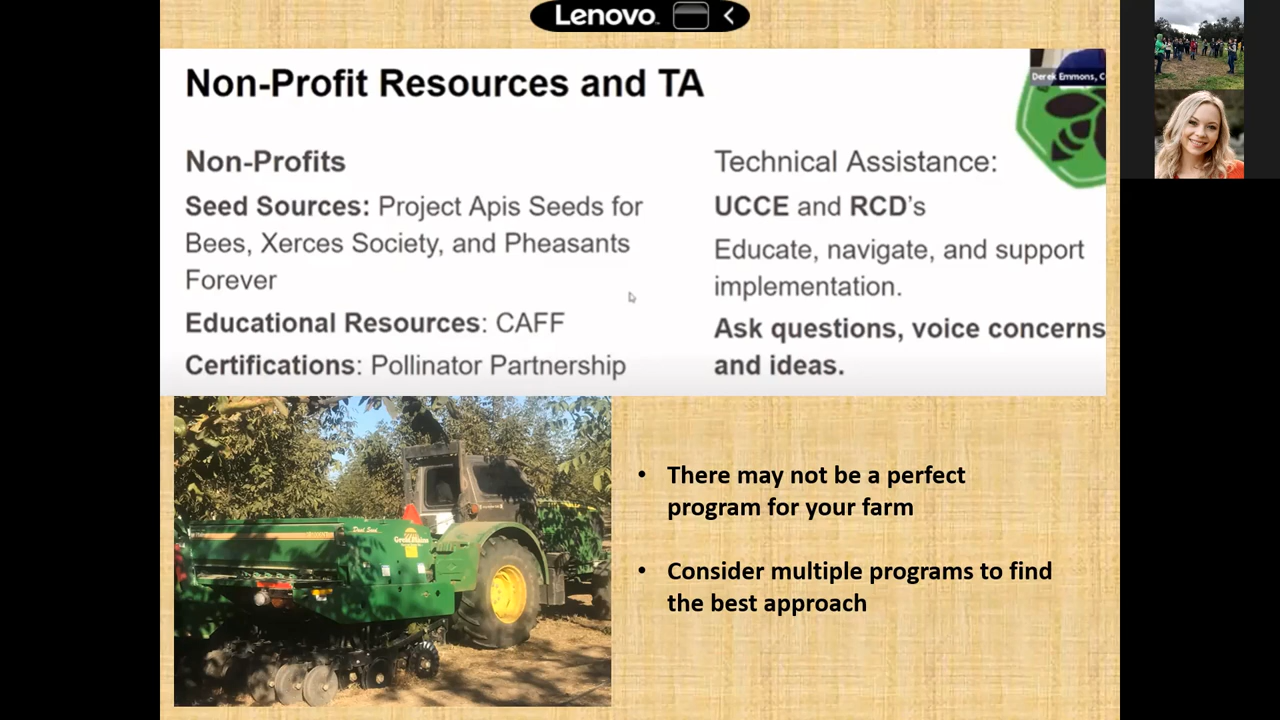 Lenovo
Non-Profit Resources and TA
Derek Emmons, C
Non-Profits
Seed Sources: Project Apis Seeds for
Bees, Xerces Society, and Pheasants
Forever
Educational Resources: CAFF
Certifications: Pollinator Partnership
Technical Assistance:
UCCE and RCD's
Educate, navigate, and support
implementation.
Ask questions, voice concerns
and ideas.
• There may not be a perfect
program for your farm
• Consider multiple programs to find
the best approach